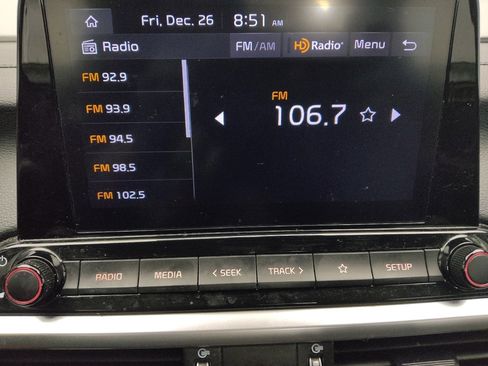 Fri, Dec. 26 8:51 AM
Radio FM/AM HD Radio Menu
FM 92.9
FM 93.9
FM 94.5
FM 98.5
FM 102.5
FM
106.7
RADIO MEDIA < SEEK TRACK > SETUP